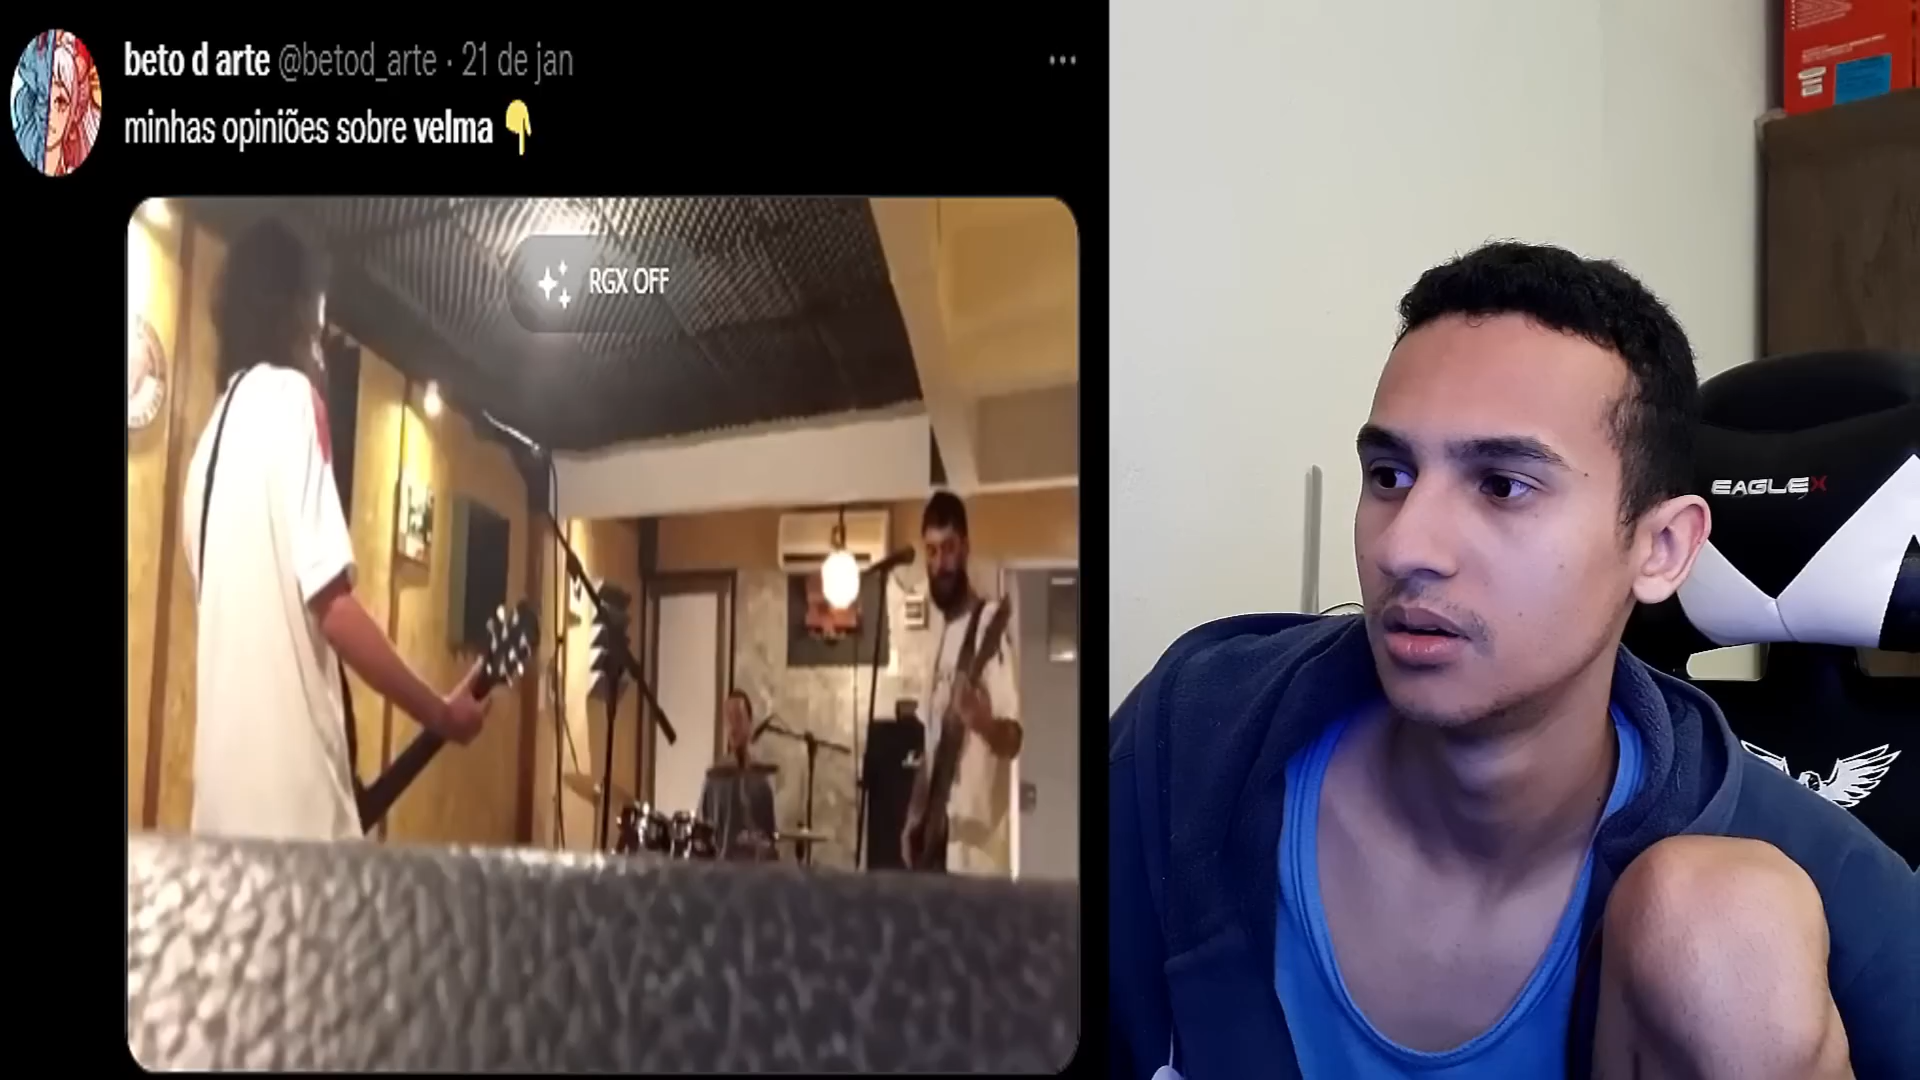 beto d arte @betod_arte · 21 de jan
minhas opiniões sobre velma 👇
RGX OFF
EAGLEX